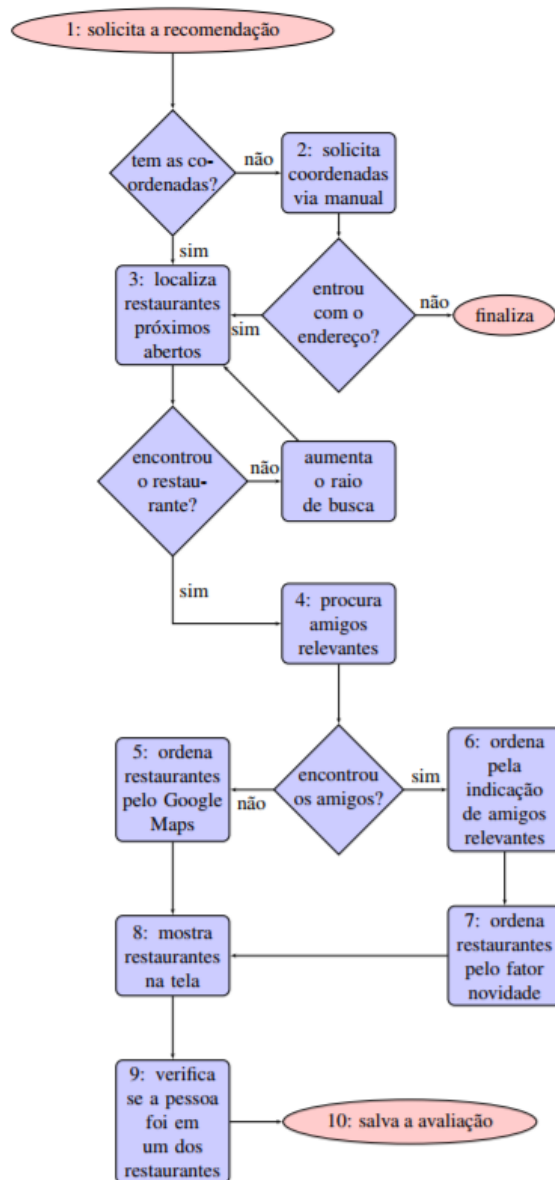 1: solicita a recomendação
tem as co-
ordenadas?
não
2: solicita
coordenadas
via manual
sim
3: localiza
restaurantes
próximos
abertos
sim
entrou
com o
endereço?
não
finaliza
encontrou
o restau-
rante?
não
aumenta
o raio
de busca
sim
4: procura
amigos
relevantes
5: ordena
restaurantes
pelo Google
Maps
não
encontrou
os amigos?
sim
6: ordena
pela
indicação
de amigos
relevantes
8: mostra
restaurantes
na tela
7: ordena
restaurantes
pelo fator
novidade
9: verifica
se a pessoa
foi em
um dos
restaurantes
10: salva a avaliação